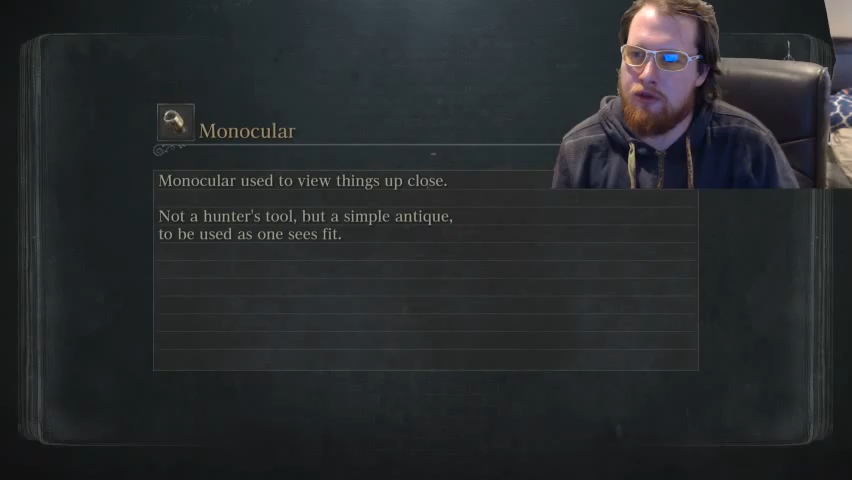 Monocular
Monocular used to view things up close.
Not a hunter's tool, but a simple antique,
to be used as one sees fit.